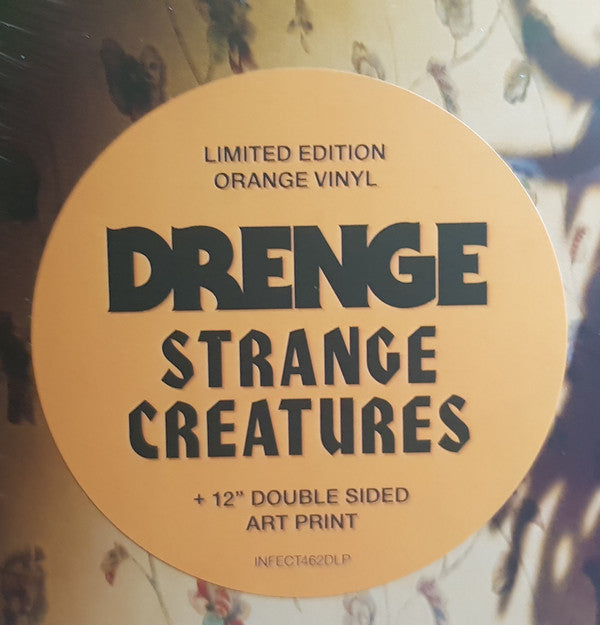 LIMITED EDITION
ORANGE VINYL
DRENGE
STRANGE
CREATURES
+ 12” DOUBLE SIDED
ART PRINT
INFECT462DLP